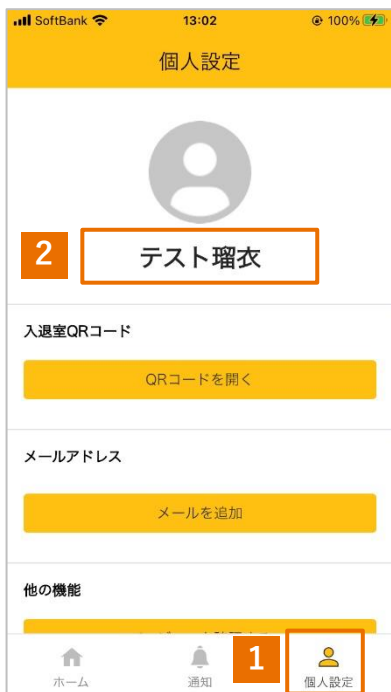 SoftBank 13:02 100%
個人設定
2 テスト瑠衣
入退室QRコード
QRコードを開く
メールアドレス
メールを追加
他の機能
1
ホーム 通知 個人設定